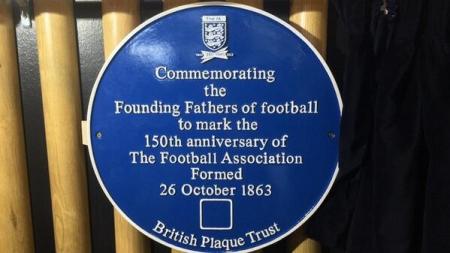 Commemorating
the
Founding Fathers of football
to mark the
150th anniversary of
The Football Association
Formed
26 October 1863
British Plaque Trust